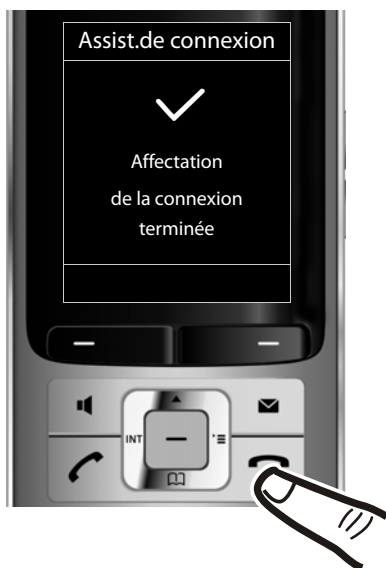 Assist.de connexion
Affectation
de la connexion
terminée
INT